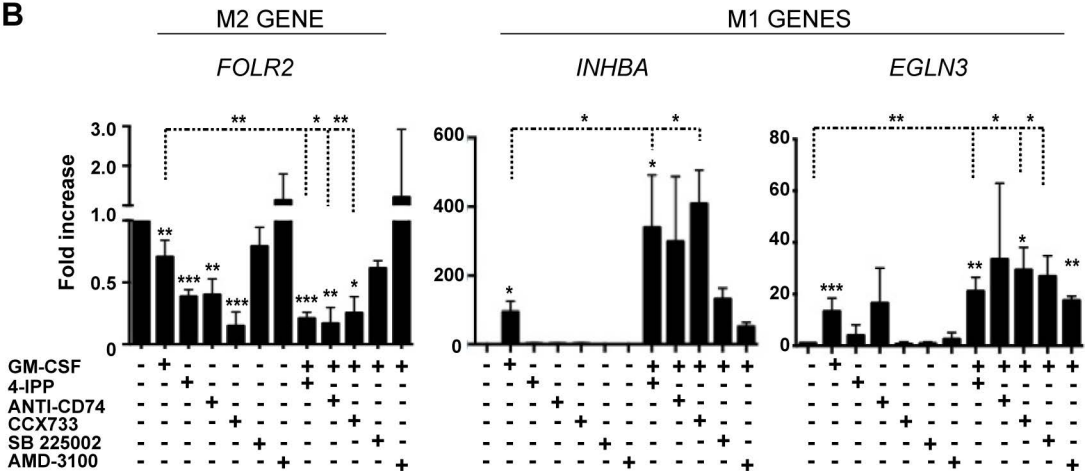 B
M2 GENE
M1 GENES
FOLR2
INHBA
EGLN3
Fold increase
3.0
2.0
1.0
0.5
0
** * **
**
***
**
***
***
**
*
600
400
200
0
* *
*
*
80
60
40
20
0
** * *
***
**
*
**
GM-CSF - + - - - - - + + + + + - + - - - - - + + + + + - + - - - - - + + + + +
4-IPP - - + - - - - + - - - - - - + - - - - + - - - - - - + - - - - + - - - -
ANTI-CD74 - - - + - - - - + - - - - - - + - - - - + - - - - - - + - - - - + - - -
CCX733 - - - - + - - - - + - - - - - - + - - - - + - - - - - - + - - - - + - -
SB 225002 - - - - - + - - - - + - - - - - - + - - - - + - - - - - - + - - - - + -
AMD-3100 - - - - - - + - - - - + - - - - - - + - - - - + - - - - - - + - - - - +